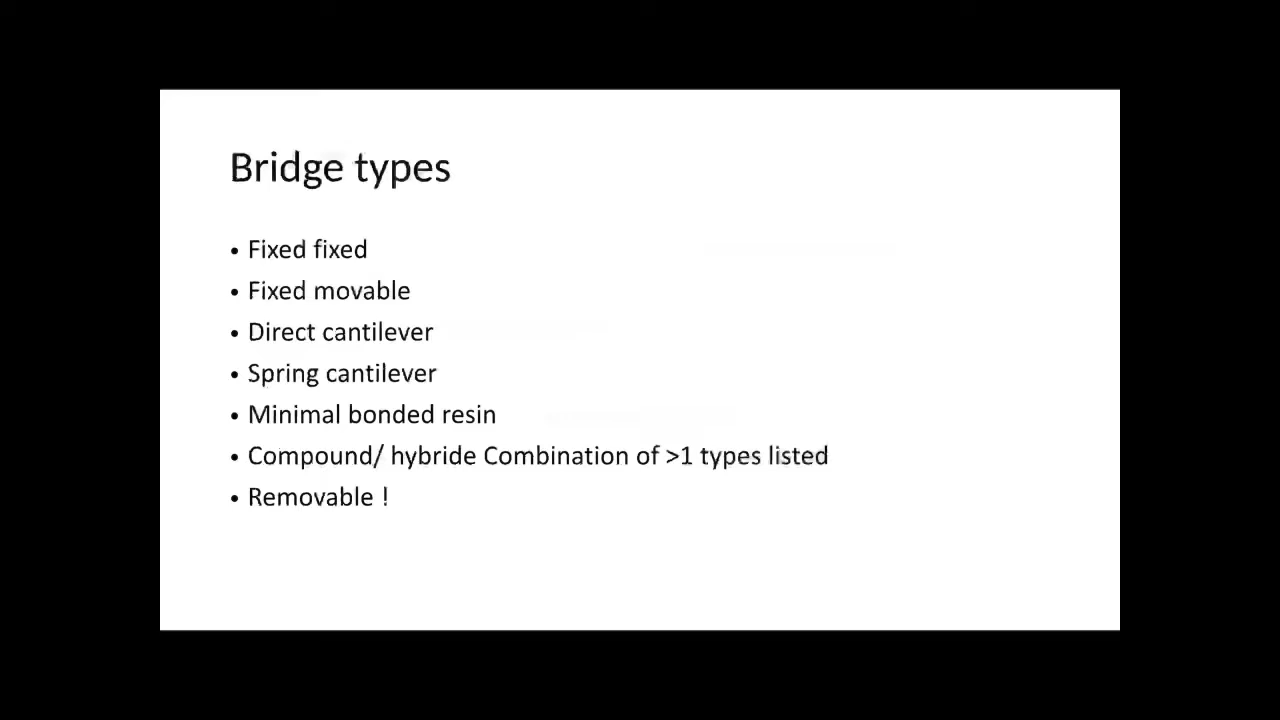 Bridge types
• Fixed fixed
• Fixed movable
• Direct cantilever
• Spring cantilever
• Minimal bonded resin
• Compound/ hybride Combination of >1 types listed
• Removable !